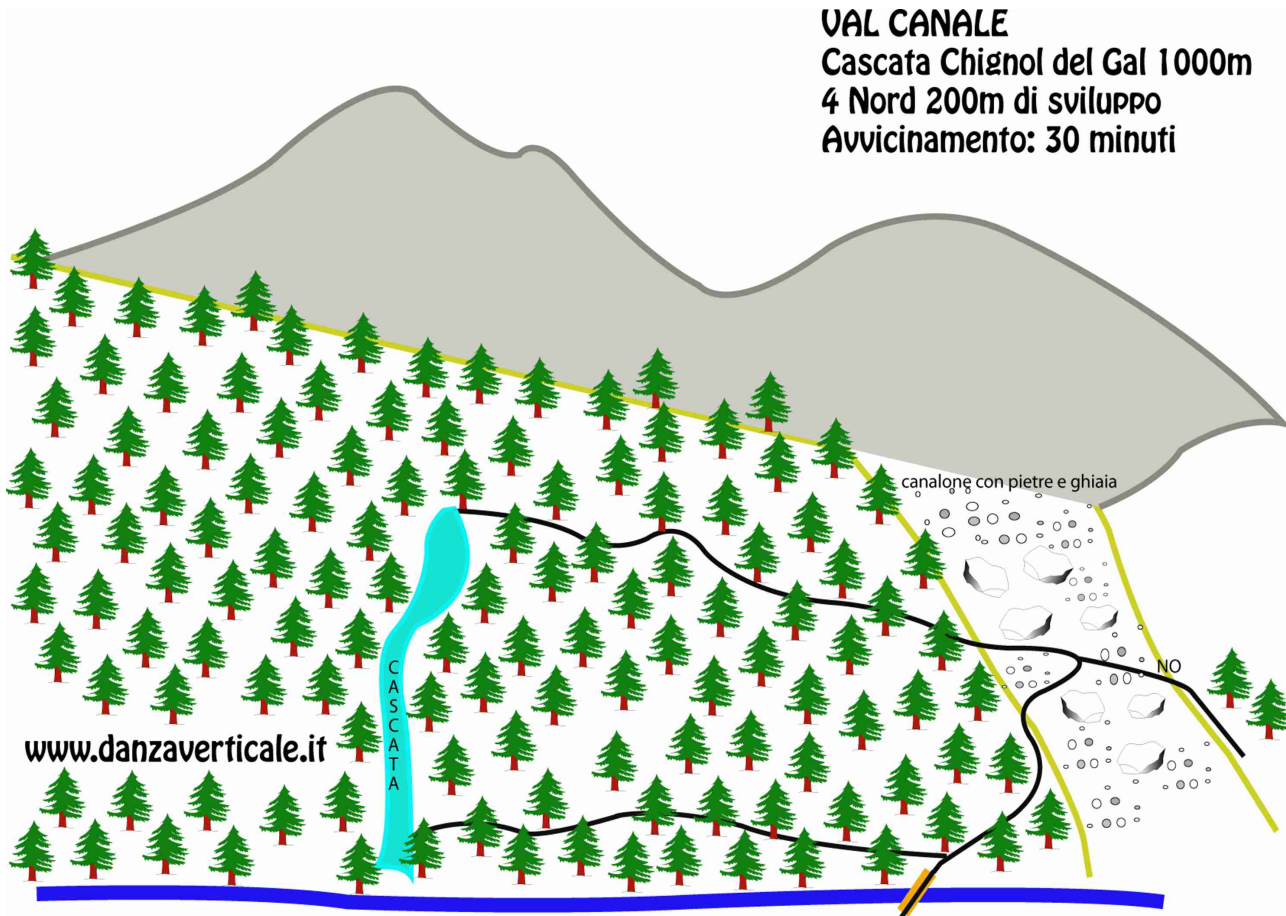 VAL CANALE
Cascata Chignol del Gal 1000m
4 Nord 200m di sviluppo
Avvicinamento: 30 minuti
canalone con pietre e ghiaia
NO
CASCATA
www.danzaverticale.it